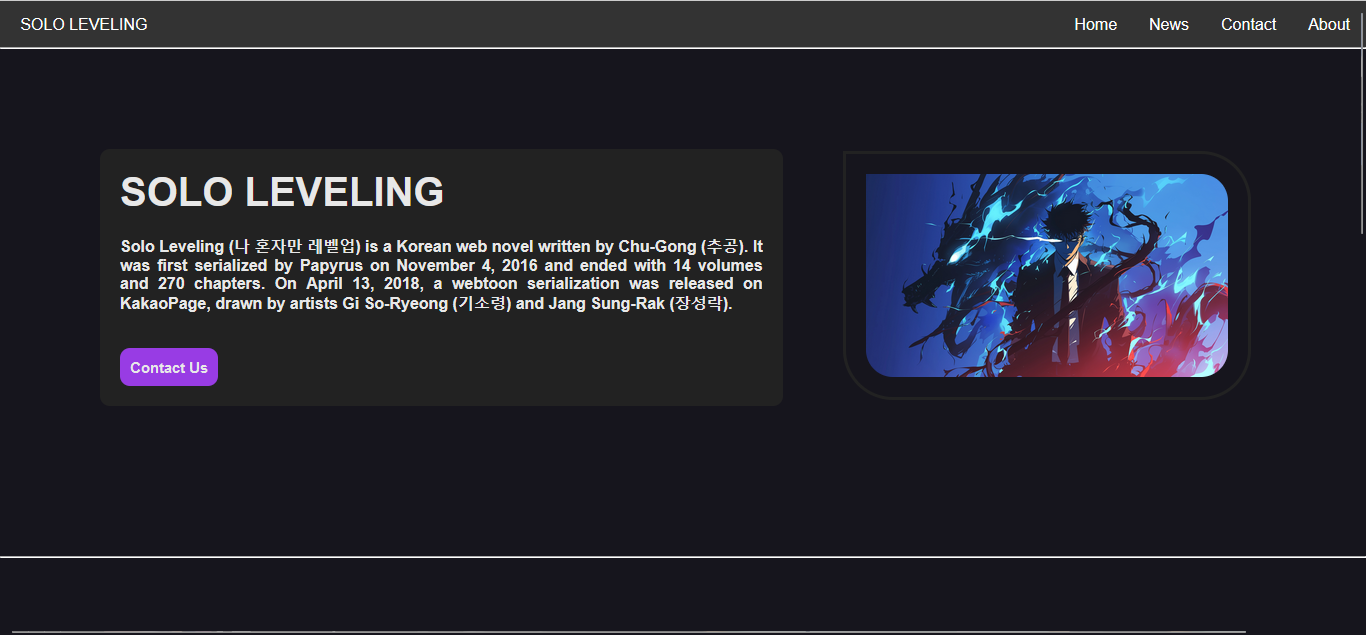 SOLO LEVELING
Home
News
Contact
About
SOLO LEVELING
Solo Leveling (나 혼자만 레벨업) is a Korean web novel written by Chu-Gong (추공). It
was first serialized by Papyrus on November 4, 2016 and ended with 14 volumes
and 270 chapters. On April 13, 2018, a webtoon serialization was released on
KakaoPage, drawn by artists Gi So-Ryeong (기소령) and Jang Sung-Rak (장성락).
Contact Us